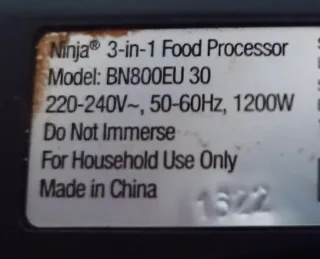 Ninja® 3-in-1 Food Processor
Model: BN800EU 30
220-240V~, 50-60Hz, 1200W
Do Not Immerse
For Household Use Only
Made in China
1622